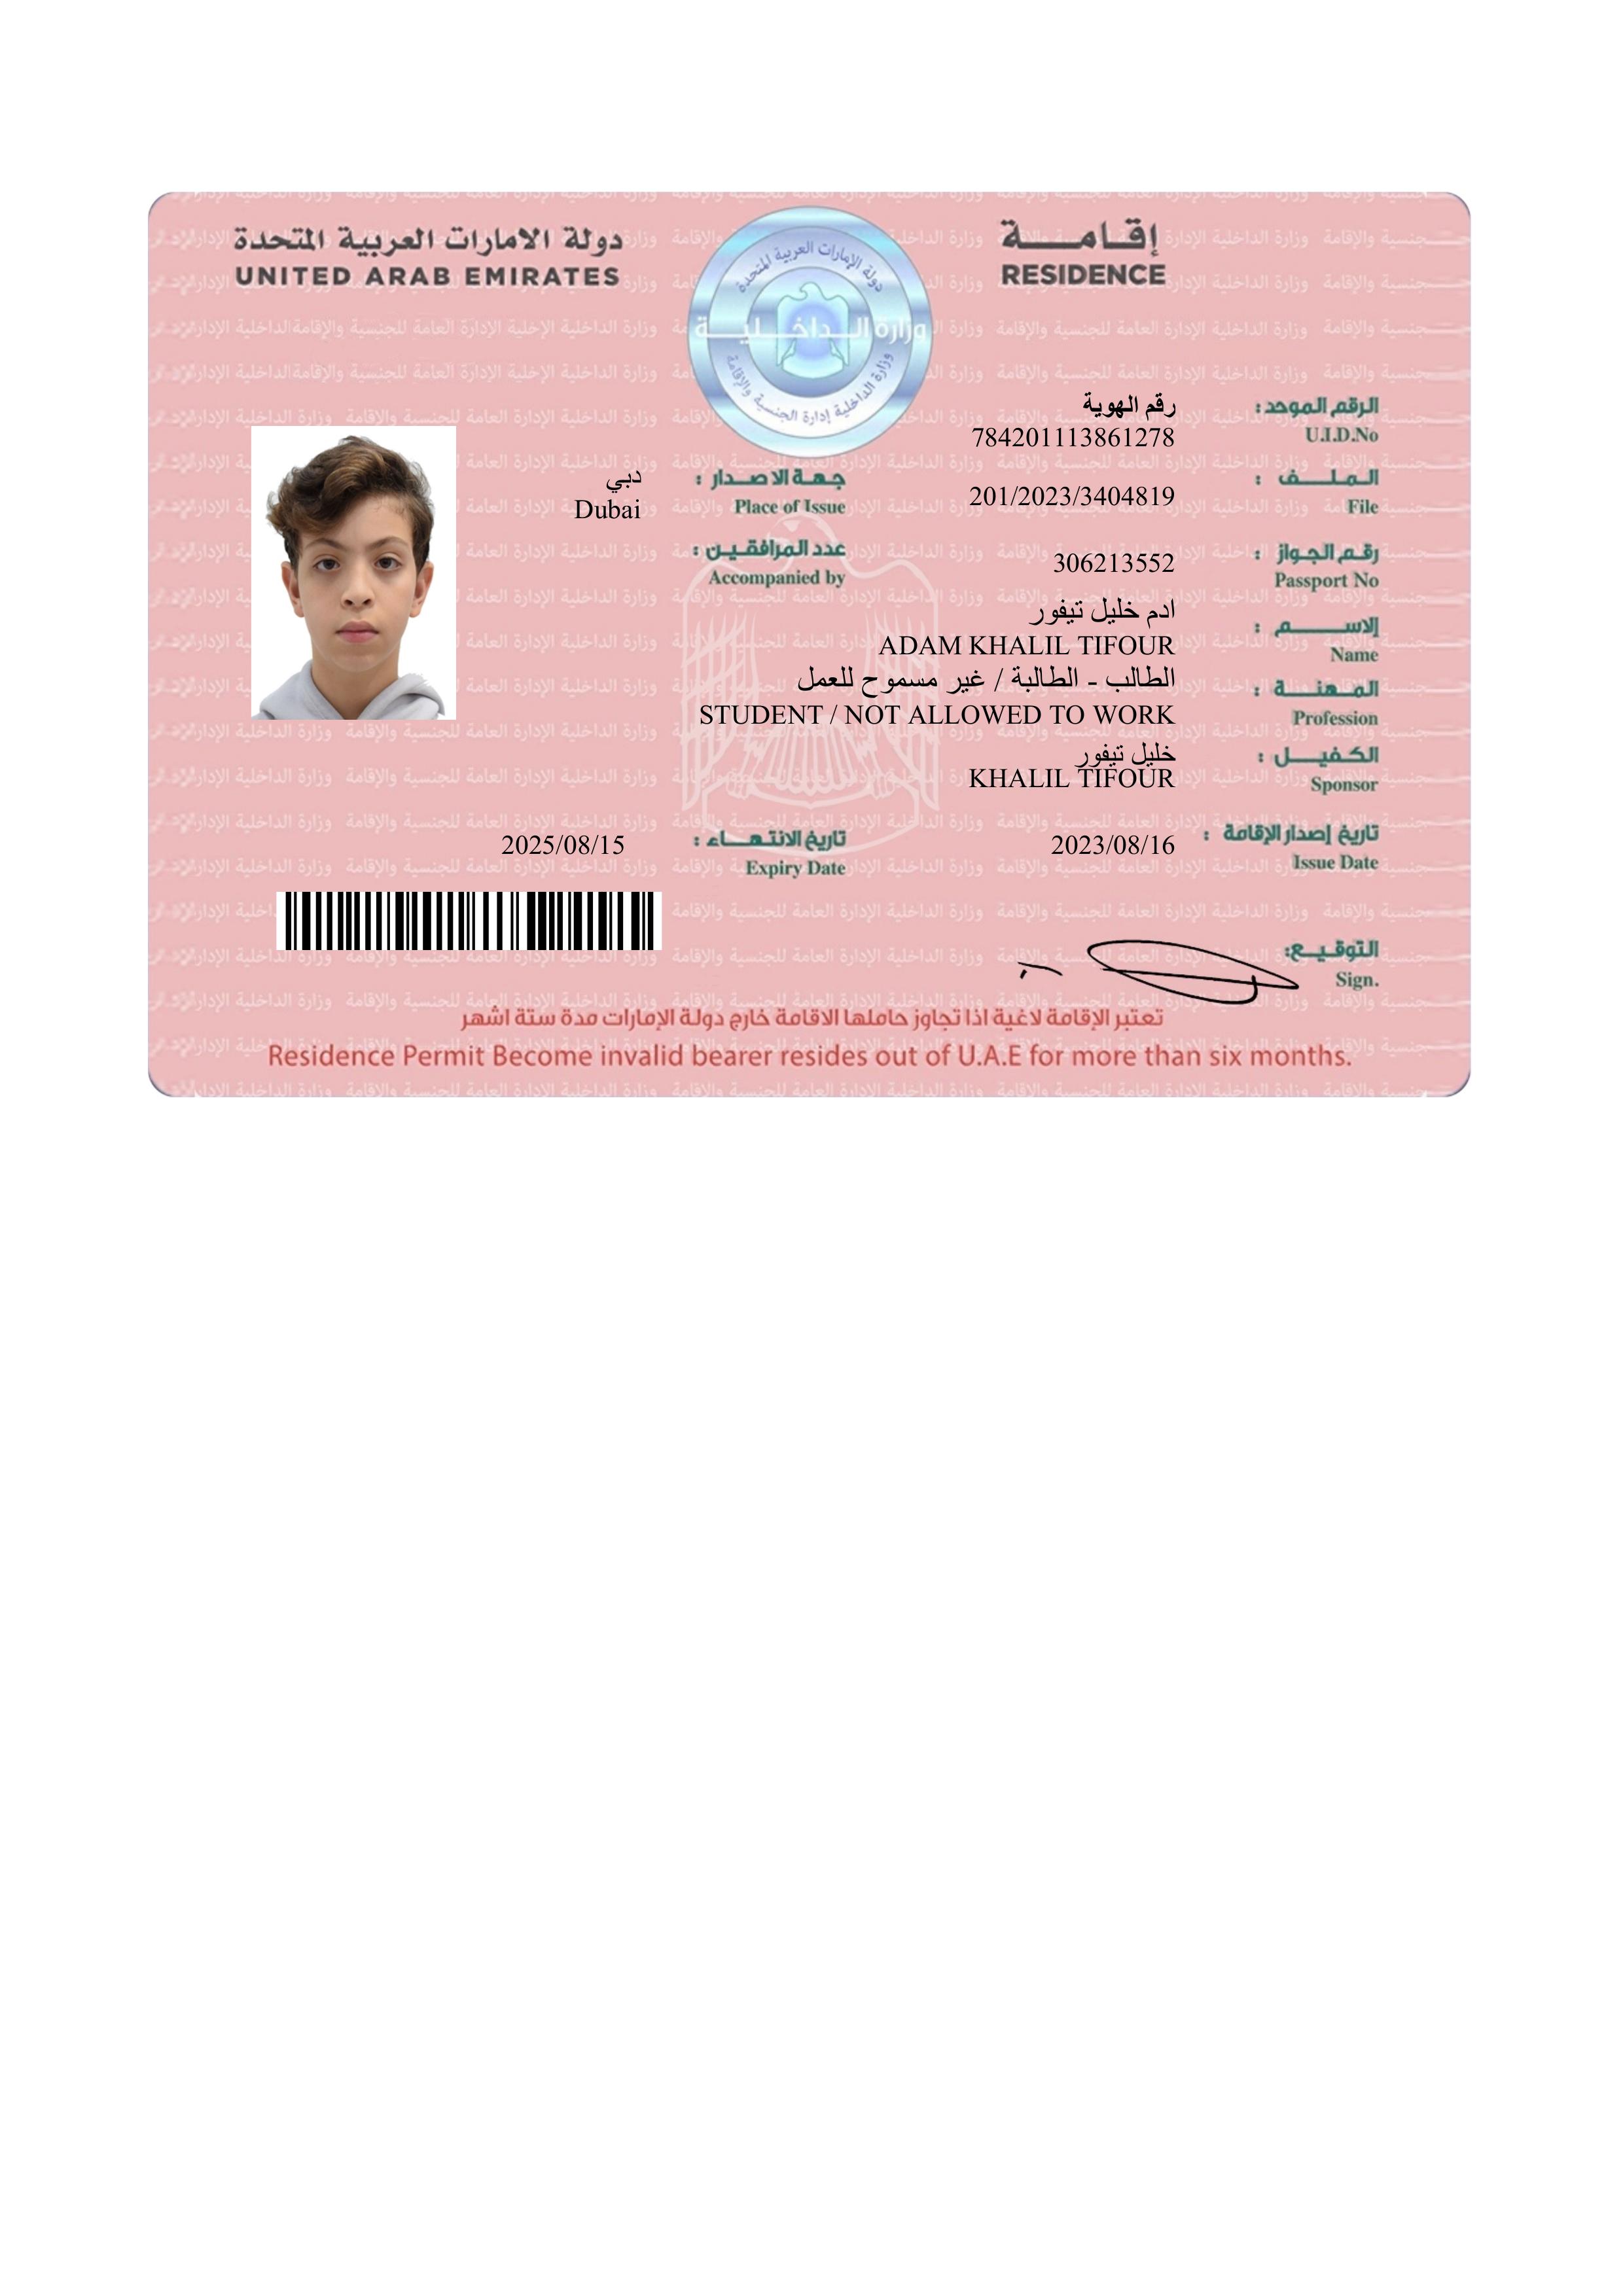 دولة الامارات العربية المتحدة
UNITED ARAB EMIRATES
إقامة
RESIDENCE
دولة الإمارات العربية المتحدة
وزارة الداخلية
وزارة الداخلية إدارة الجنسية والإقامة
الرقم الموحد:
U.I.D.No
رقم الهوية
784201113861278
الملف :
File
201/2023/3404819
جهة الاصدار :
Place of Issue
دبي
Dubai
رقم الجواز :
Passport No
306213552
عدد المرافقين :
Accompanied by
الاسم :
Name
ادم خليل تيفور
ADAM KHALIL TIFOUR
المهنة :
Profession
الطالب - الطالبة / غير مسموح للعمل
STUDENT / NOT ALLOWED TO WORK
الكفيل :
Sponsor
خليل تيفور
KHALIL TIFOUR
تاريخ إصدار الإقامة :
Issue Date
2023/08/16
تاريخ الانتهاء :
Expiry Date
2025/08/15
التوقيع:
Sign.
تعتبر الإقامة لاغية اذا تجاوز حاملها الاقامة خارج دولة الإمارات مدة ستة اشهر
Residence Permit Become invalid bearer resides out of U.A.E for more than six months.